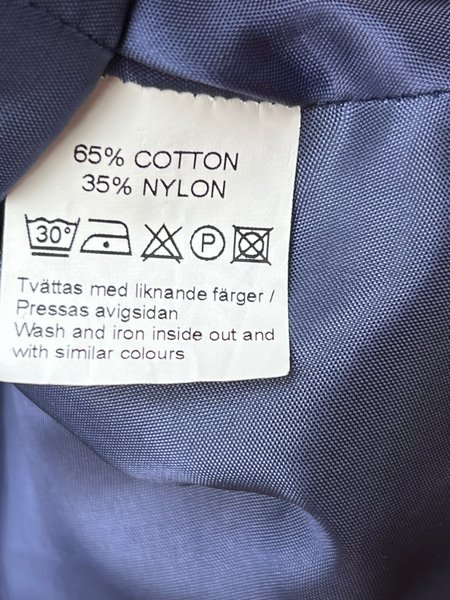 65% COTTON
35% NYLON
30° P
Tvättas med liknande färger /
Pressas avigsidan
Wash and iron inside out and
with similar colours